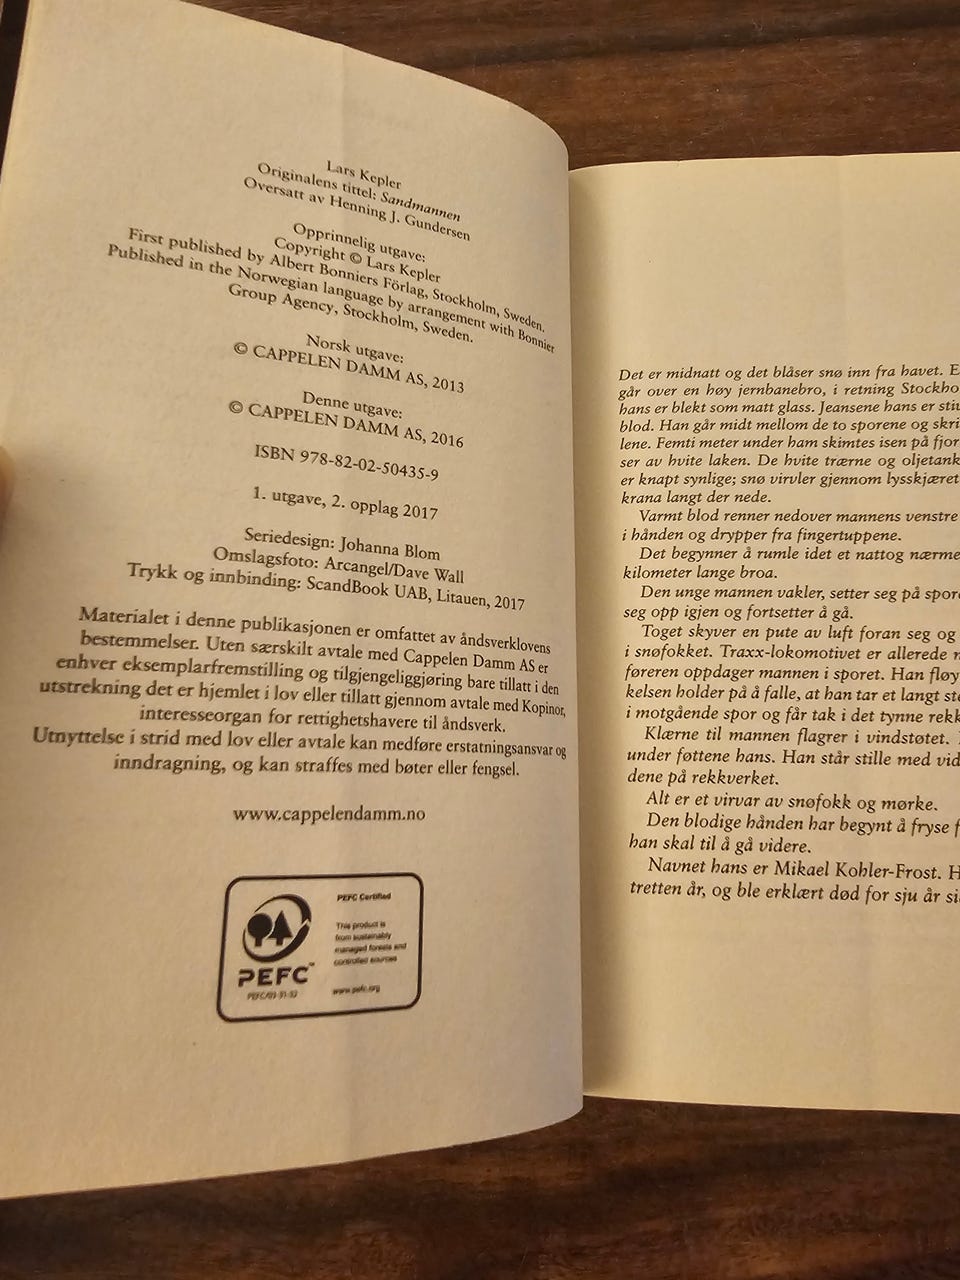 Lars Kepler
Originalens tittel: Sandmannen
Oversatt av Henning J. Gundersen
Opprinnelig utgave:
Copyright © Lars Kepler
First published by Albert Bonniers Förlag, Stockholm, Sweden.
Published in the Norwegian language by arrangement with Bonnier
Group Agency, Stockholm, Sweden.
Norsk utgave:
© CAPPELEN DAMM AS, 2013
Denne utgave:
© CAPPELEN DAMM AS, 2016
ISBN 978-82-02-50435-9
1. utgave, 2. opplag 2017
Seriedesign: Johanna Blom
Omslagsfoto: Arcangel/Dave Wall
Trykk og innbinding: ScandBook UAB, Litauen, 2017
Materialet i denne publikasjonen er omfattet av åndsverklovens
bestemmelser. Uten særskilt avtale med Cappelen Damm AS er
enhver eksemplarfremstilling og tilgjengeliggjøring bare tillatt i den
utstrekning det er hjemlet i lov eller tillatt gjennom avtale med Kopinor,
interesseorgan for rettighetshavere til åndsverk.
Utnyttelse i strid med lov eller avtale kan medføre erstatningsansvar og
inndragning, og kan straffes med bøter eller fengsel.
www.cappelendamm.no
PEFC Certified
This product is
from sustainably
managed forests and
controlled sources
www.pefc.org
PEFC™
Det er midnatt og det blåser snø inn fra havet.
går over en høy jernbanebro, i retning
hans er blekt som matt glass. Jeansene hans er
blod. Han går midt mellom de to sporene og
lene. Femti meter under ham skimtes isen på
ser av hvite laken. De hvite trærne og
er knapt synlige; snø virvler gjennom lysskjæret
krana langt der nede.
Varmt blod renner nedover mannens venstre
i hånden og drypper fra fingertuppene.
Det begynner å rumle idet et nattog
kilometer lange broa.
Den unge mannen vakler, setter seg på
seg opp igjen og fortsetter å gå.
Toget skyver en pute av luft foran seg og
i snøfokket. Traxx-lokomotivet er allerede
føreren oppdager mannen i sporet. Han
kelsen holder på å falle, at han tar et langt
i motgående spor og får tak i det tynne
Klærne til mannen flagrer i vindstøtet.
under føttene hans. Han står stille med
dene på rekkverket.
Alt er et virvar av snøfokk og mørke.
Den blodige hånden har begynt å fryse
han skal til å gå videre.
Navnet hans er Mikael Kohler-Frost.
tretten år, og ble erklært død for sju år